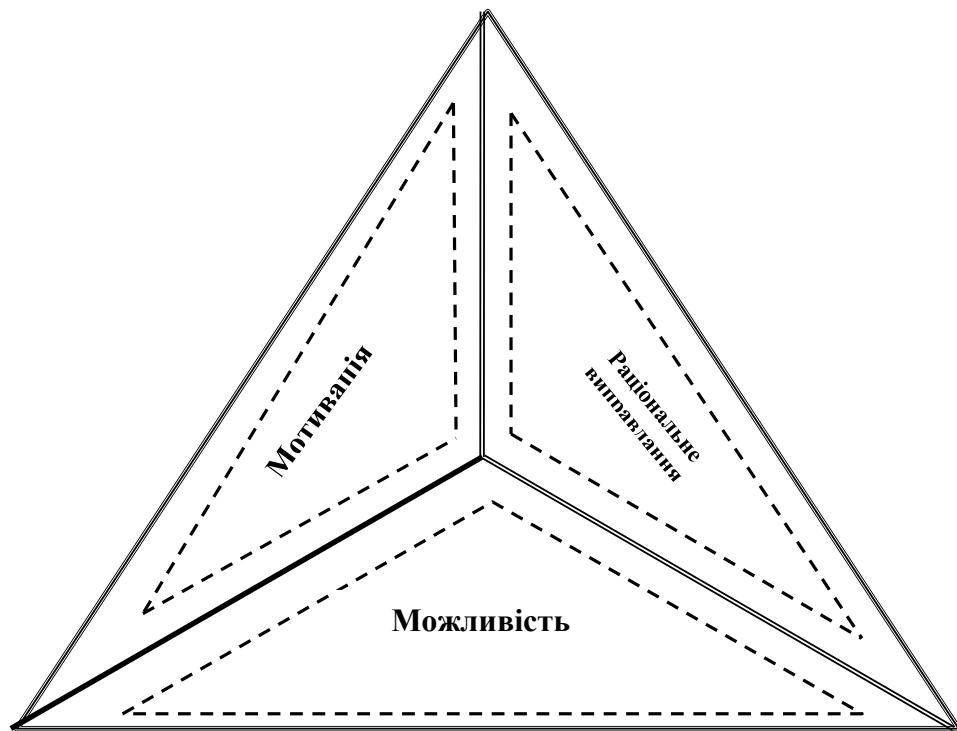 Мотивація
Раціональне
виправдання
Можливість